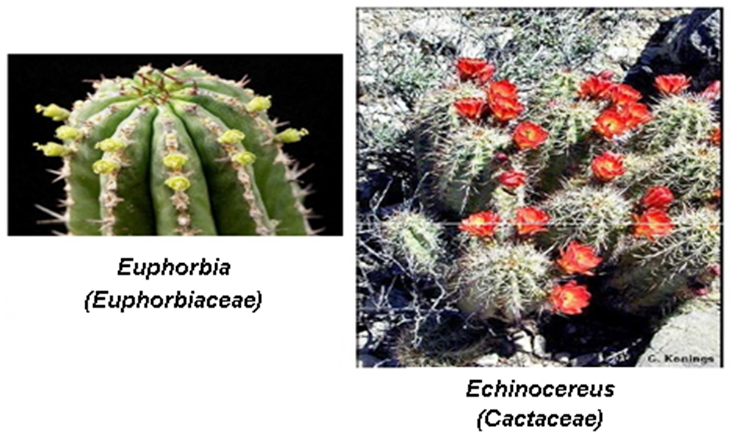 Euphorbia
(Euphorbiaceae)
G. Konings
Echinocereus
(Cactaceae)